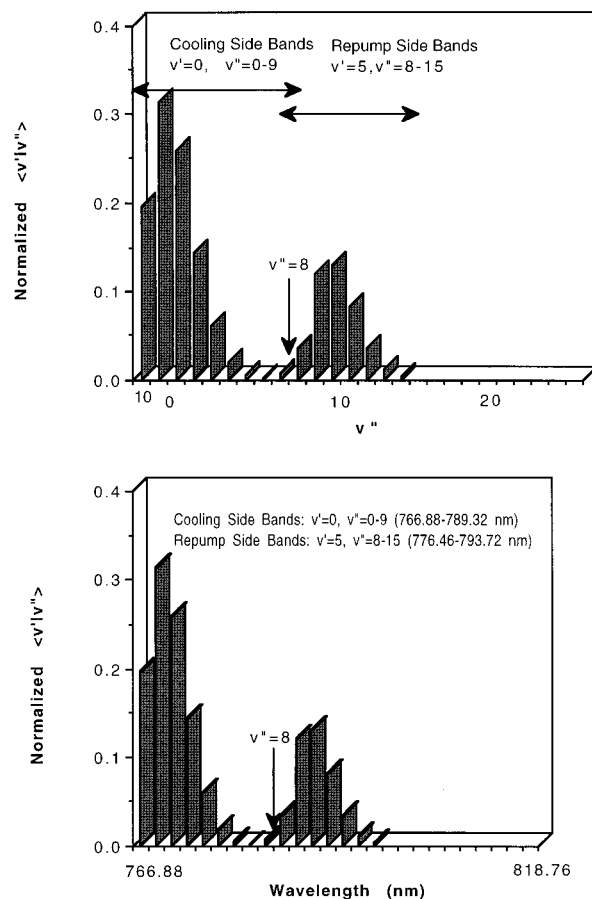 0.4
Cooling Side Bands Repump Side Bands
v'=0, v"=0-9 v'=5, v"=8-15
0.3
Normalized <v'|v">
0.2
v"=8
0.1
0.0
10 0 10 20
v"
0.4
Cooling Side Bands: v'=0, v"=0-9 (766.88-789.32 nm)
Repump Side Bands: v'=5, v"=8-15 (776.46-793.72 nm)
0.3
Normalized <v'|v">
0.2
v"=8
0.1
0.0
766.88 818.76
Wavelength (nm)